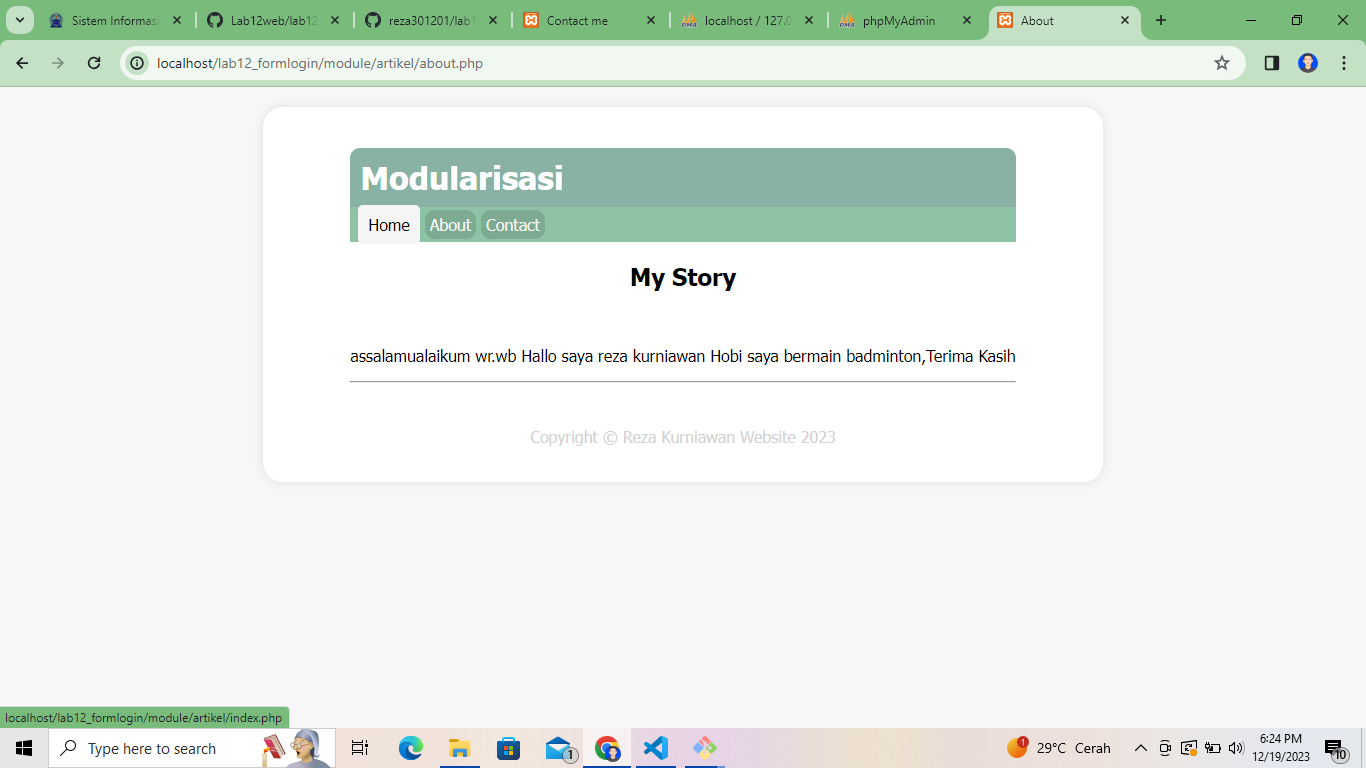 Sistem Informasi
Lab12web/lab12
reza301201/lab1
Contact me
localhost / 127.0
phpMyAdmin
About
localhost/lab12_formlogin/module/artikel/about.php
Modularisasi
Home About Contact
My Story
assalamualaikum wr.wb Hallo saya reza kurniawan Hobi saya bermain badminton,Terima Kasih
Copyright © Reza Kurniawan Website 2023
localhost/lab12_formlogin/module/artikel/index.php
Type here to search
1
1
29°C Cerah
6:24 PM
12/19/2023
10